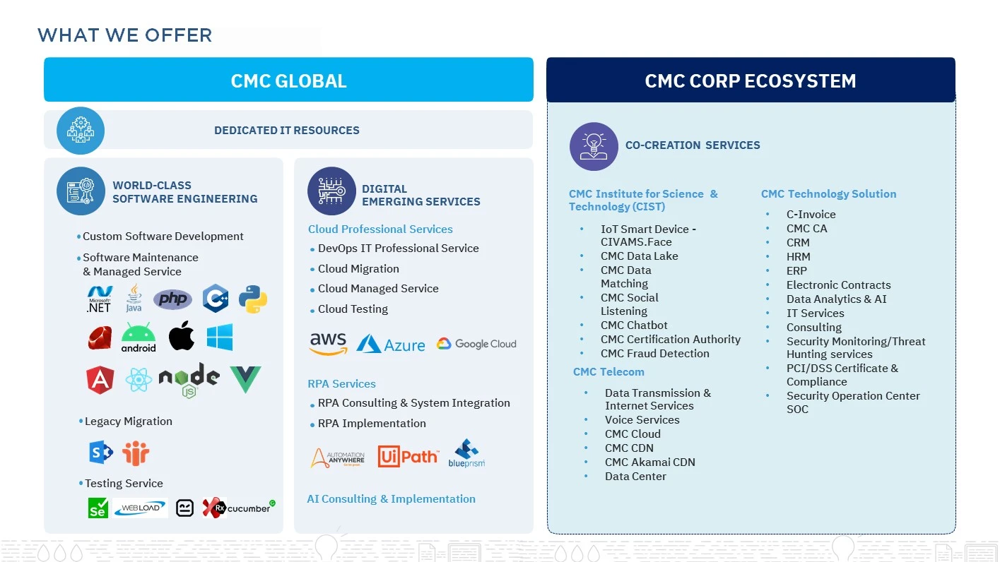 WHAT WE OFFER
CMC GLOBAL
DEDICATED IT RESOURCES
WORLD-CLASS
SOFTWARE ENGINEERING
• Custom Software Development
• Software Maintenance
& Managed Service
Microsoft®
.NET
Java
php
C++
android
node
JS
• Legacy Migration
S
• Testing Service
Se
WEBLOAD
Rx
cucumber
DIGITAL
EMERGING SERVICES
Cloud Professional Services
• DevOps IT Professional Service
• Cloud Migration
• Cloud Managed Service
• Cloud Testing
aws
Azure
Google Cloud
RPA Services
• RPA Consulting & System Integration
• RPA Implementation
AUTOMATION
ANYWHERE
Go be great.
UiPath™
blueprism
AI Consulting & Implementation
CMC CORP ECOSYSTEM
CO-CREATION SERVICES
CMC Institute for Science &
Technology (CIST)
• IoT Smart Device -
CIVAMS.Face
• CMC Data Lake
• CMC Data
Matching
• CMC Social
Listening
• CMC Chatbot
• CMC Certification Authority
• CMC Fraud Detection
CMC Telecom
• Data Transmission &
Internet Services
• Voice Services
• CMC Cloud
• CMC CDN
• CMC Akamai CDN
• Data Center
CMC Technology Solution
• C-Invoice
• CMC CA
• CRM
• HRM
• ERP
• Electronic Contracts
• Data Analytics & AI
• IT Services
• Consulting
• Security Monitoring/Threat
Hunting services
• PCI/DSS Certificate &
Compliance
• Security Operation Center
SOC